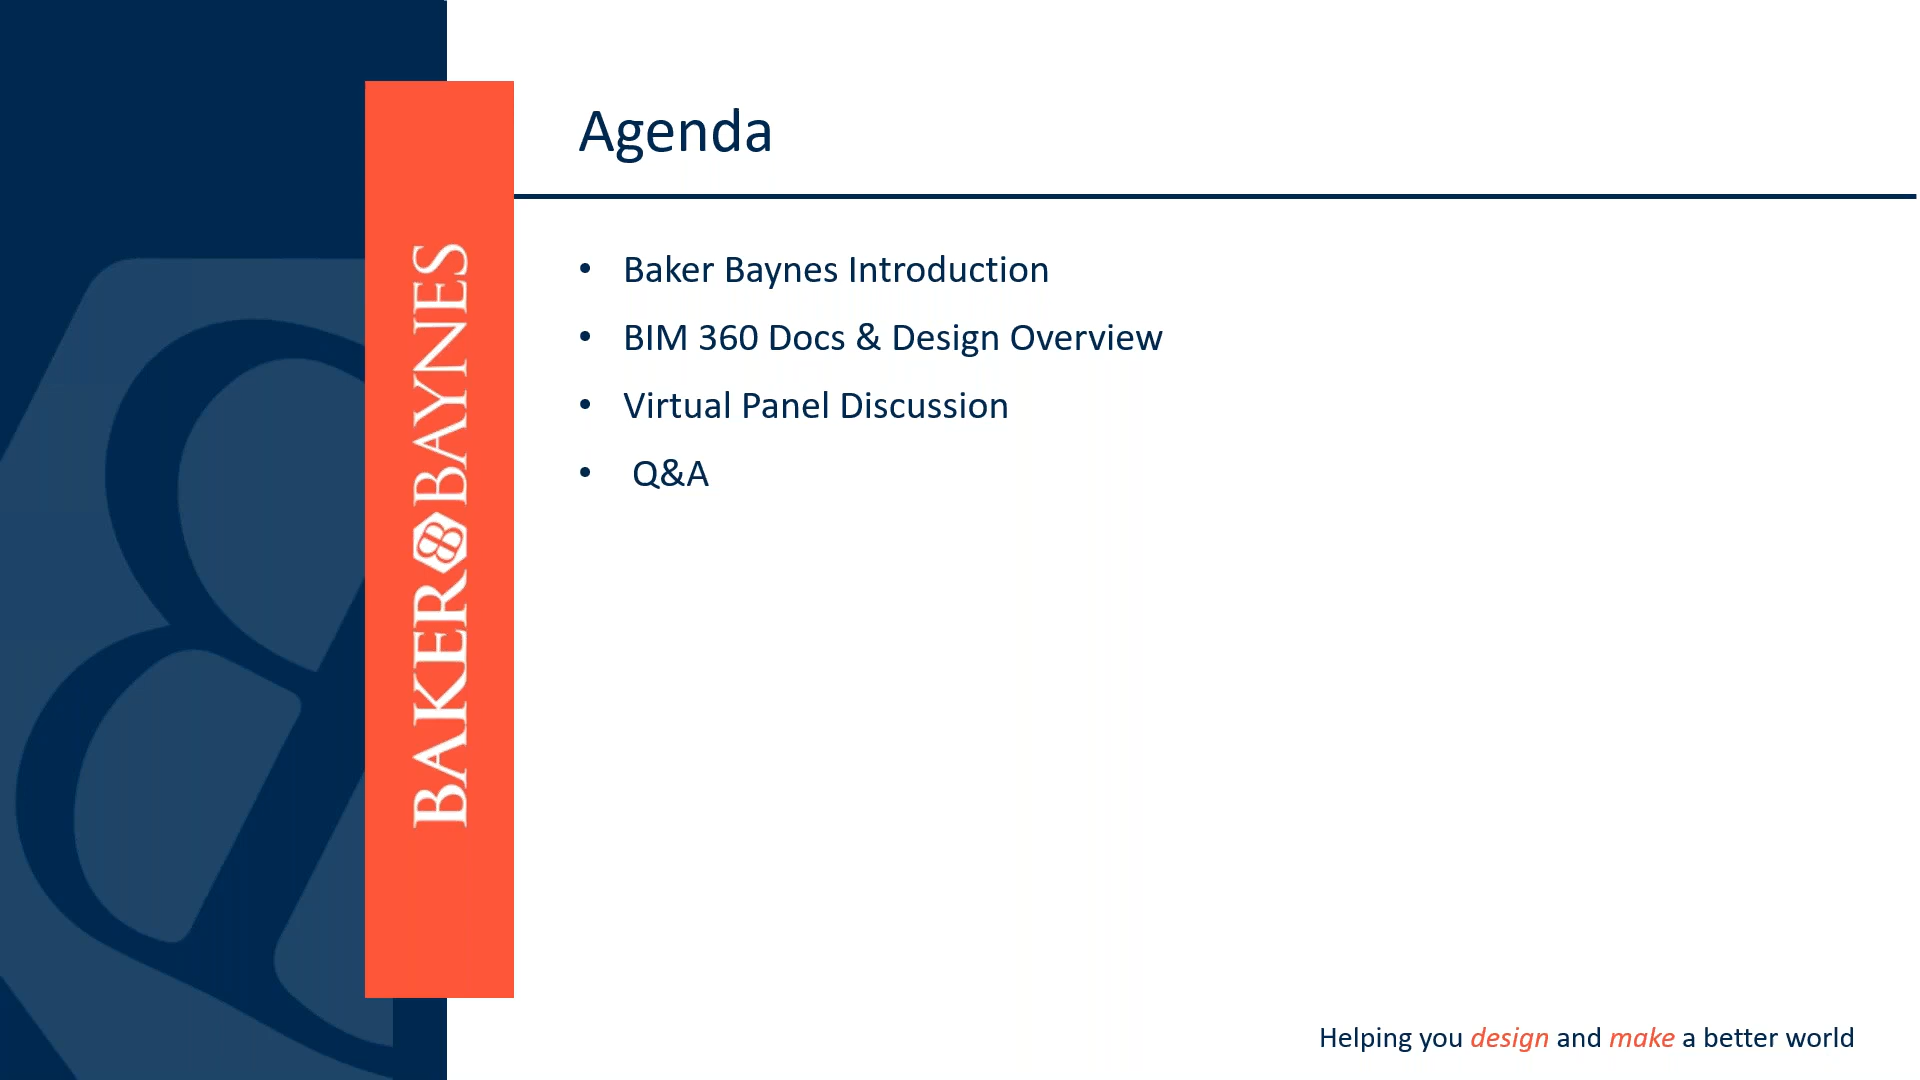 Agenda
BAKER BAYNES
• Baker Baynes Introduction
• BIM 360 Docs & Design Overview
• Virtual Panel Discussion
• Q&A
Helping you design and make a better world